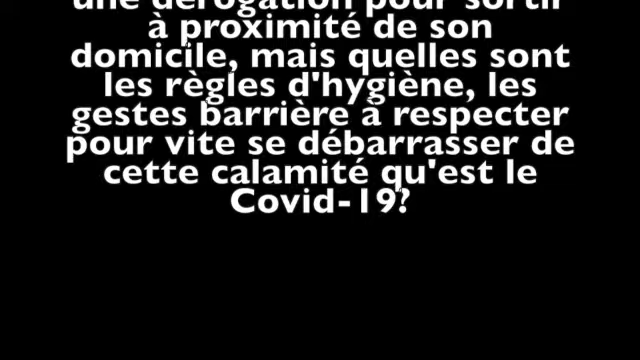 une dérogation pour sortir
à proximité de son
domicile, mais quelles sont
les règles d'hygiène, les
gestes barrière à respecter
pour vite se débarrasser de
cette calamité qu'est le
Covid-19?